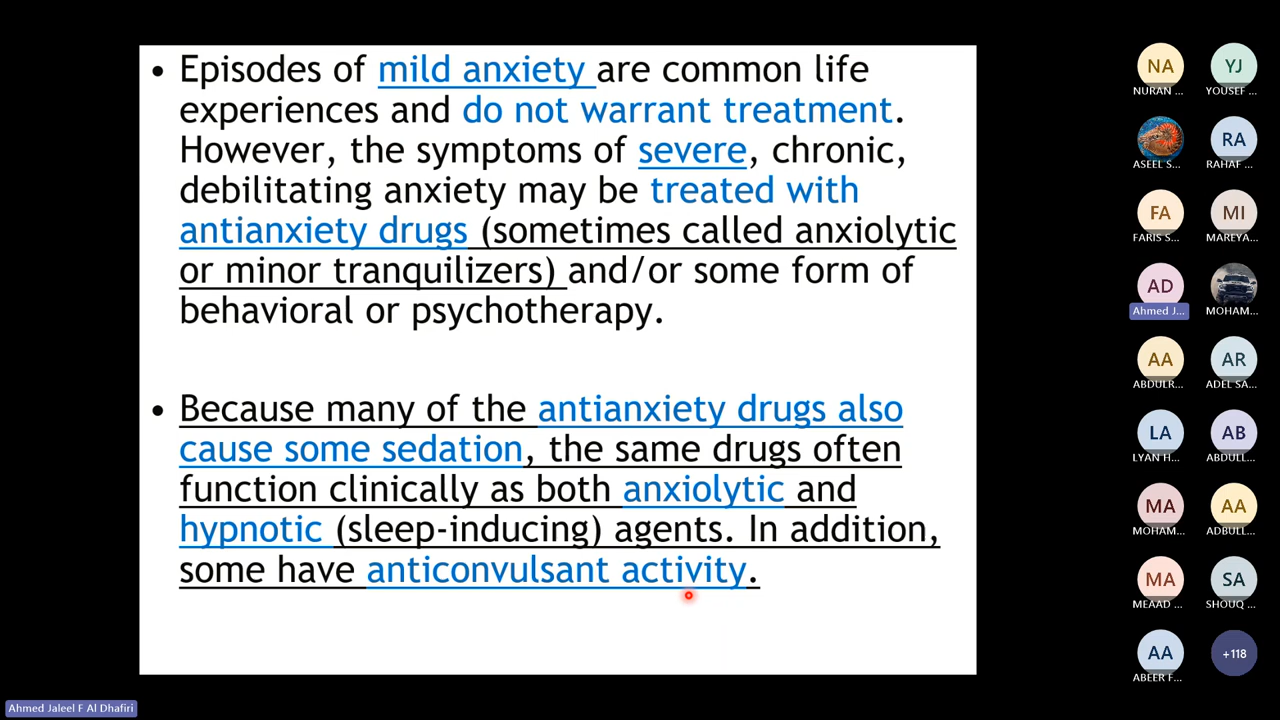 • Episodes of mild anxiety are common life
experiences and do not warrant treatment.
However, the symptoms of severe, chronic,
debilitating anxiety may be treated with
antianxiety drugs (sometimes called anxiolytic
or minor tranquilizers) and/or some form of
behavioral or psychotherapy.
• Because many of the antianxiety drugs also
cause some sedation, the same drugs often
function clinically as both anxiolytic and
hypnotic (sleep-inducing) agents. In addition,
some have anticonvulsant activity.
NA YJ
NURAN ... YOUSEF ...
RA
ASEEL S... RAHAF ...
FA MI
FARIS S... MAREYA...
AD
Ahmed J... MOHAM...
AA AR
ABDULR... ADEL SA...
LA AB
LYAN H... ABDULL...
MA AA
MOHAM... ADBULL...
MA SA
MEAAD ... SHOUQ ...
AA +118
ABEER F...
Ahmed Jaleel F Al Dhafiri